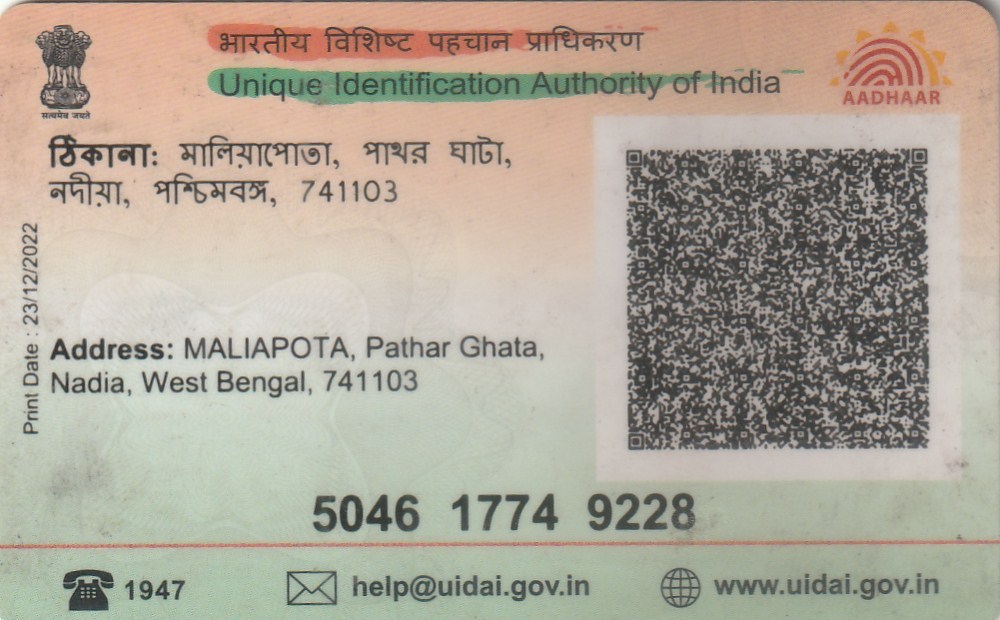 भारतीय विशिष्ट पहचान प्राधिकरण
Unique Identification Authority of India
सत्यमेव जयते
AADHAAR
ঠিকানা: মালিয়াপোতা, পাথর ঘাটা,
নদীয়া, পশ্চিমবঙ্গ, 741103
Print Date : 23/12/2022
Address: MALIAPOTA, Pathar Ghata,
Nadia, West Bengal, 741103
5046 1774 9228
1947
help@uidai.gov.in
www.uidai.gov.in